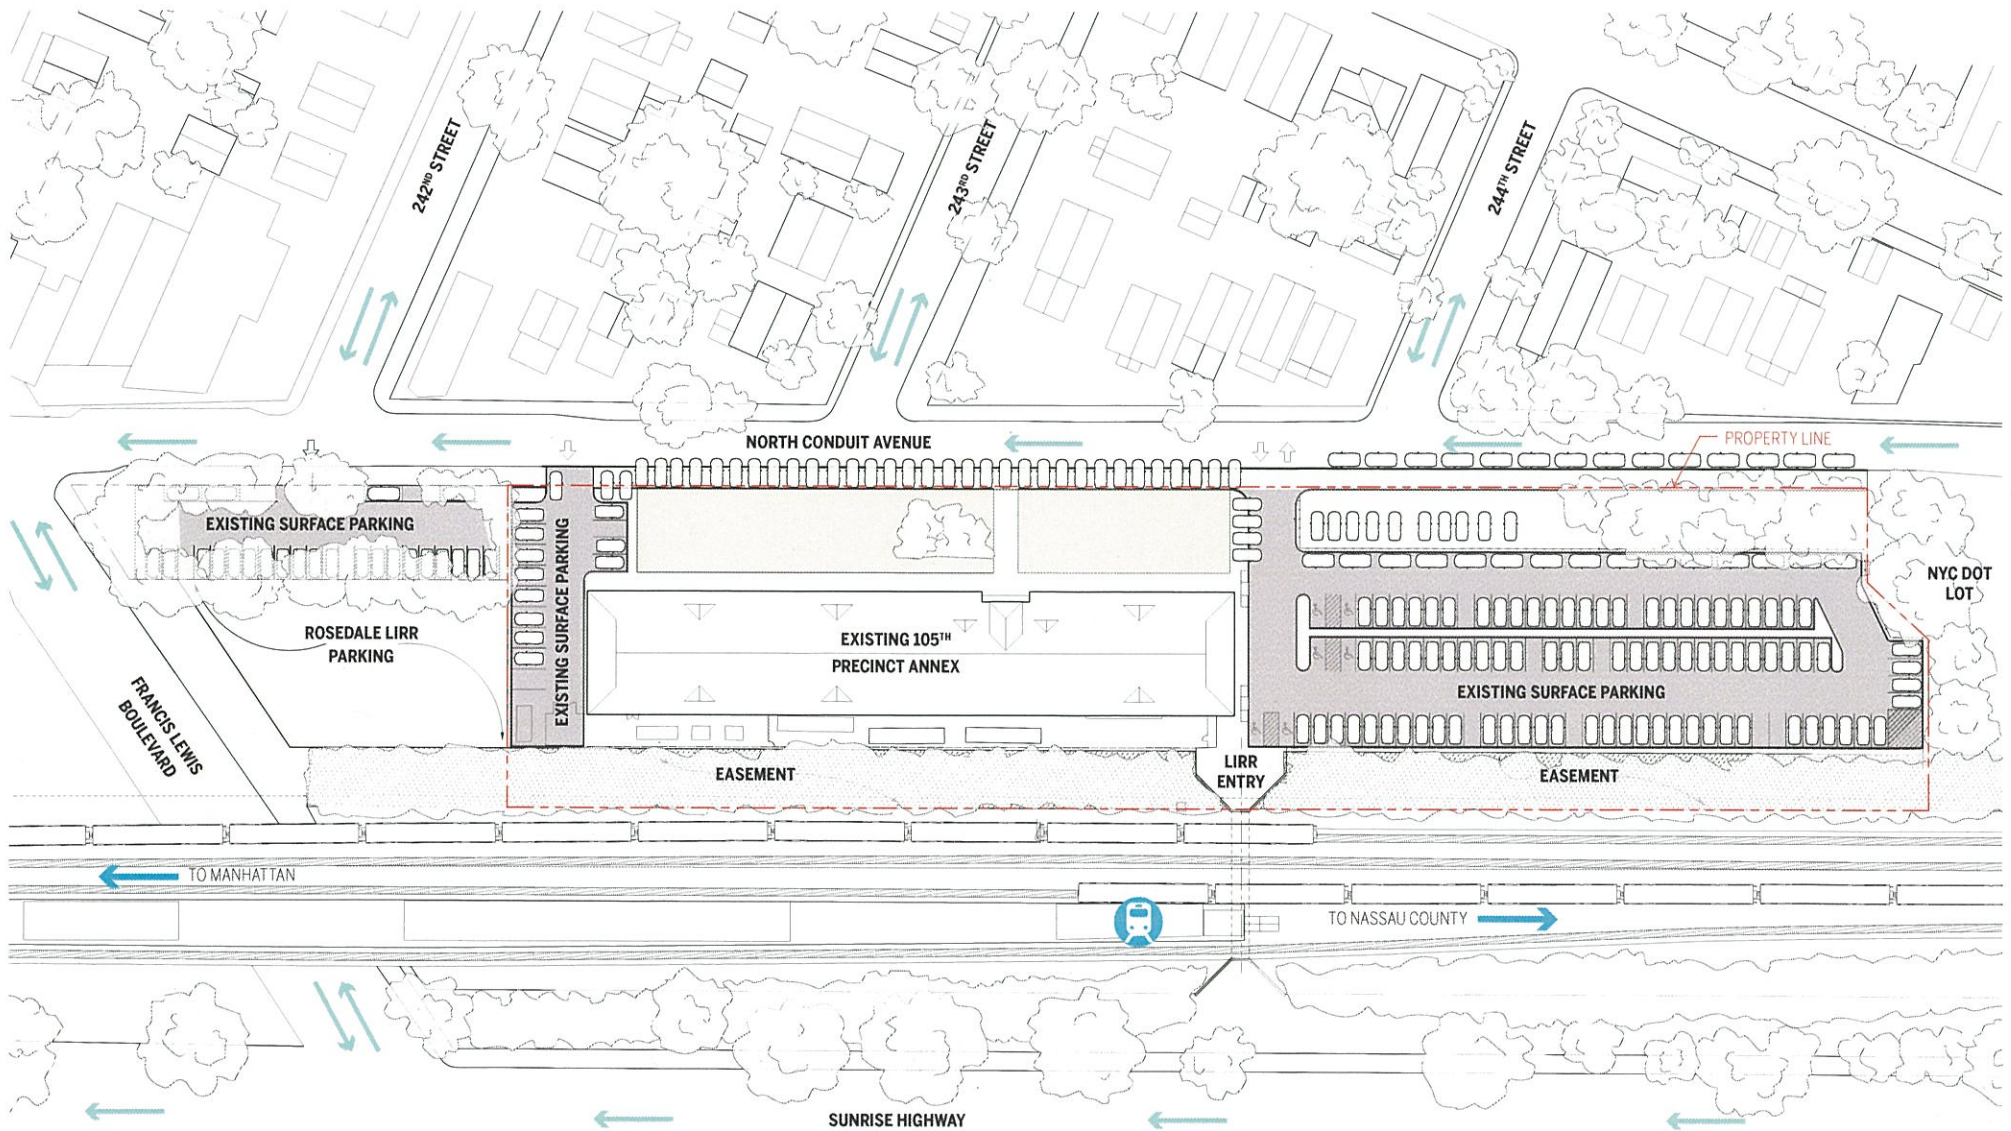 242ND STREET
243RD STREET
244TH STREET
NORTH CONDUIT AVENUE
PROPERTY LINE
EXISTING SURFACE PARKING
EXISTING SURFACE PARKING
NYC DOT
LOT
ROSEDALE LIRR
PARKING
EXISTING 105TH
PRECINCT ANNEX
EXISTING SURFACE PARKING
FRANCIS LEWIS
BOULEVARD
EASEMENT
LIRR
ENTRY
EASEMENT
TO MANHATTAN
TO NASSAU COUNTY
SUNRISE HIGHWAY